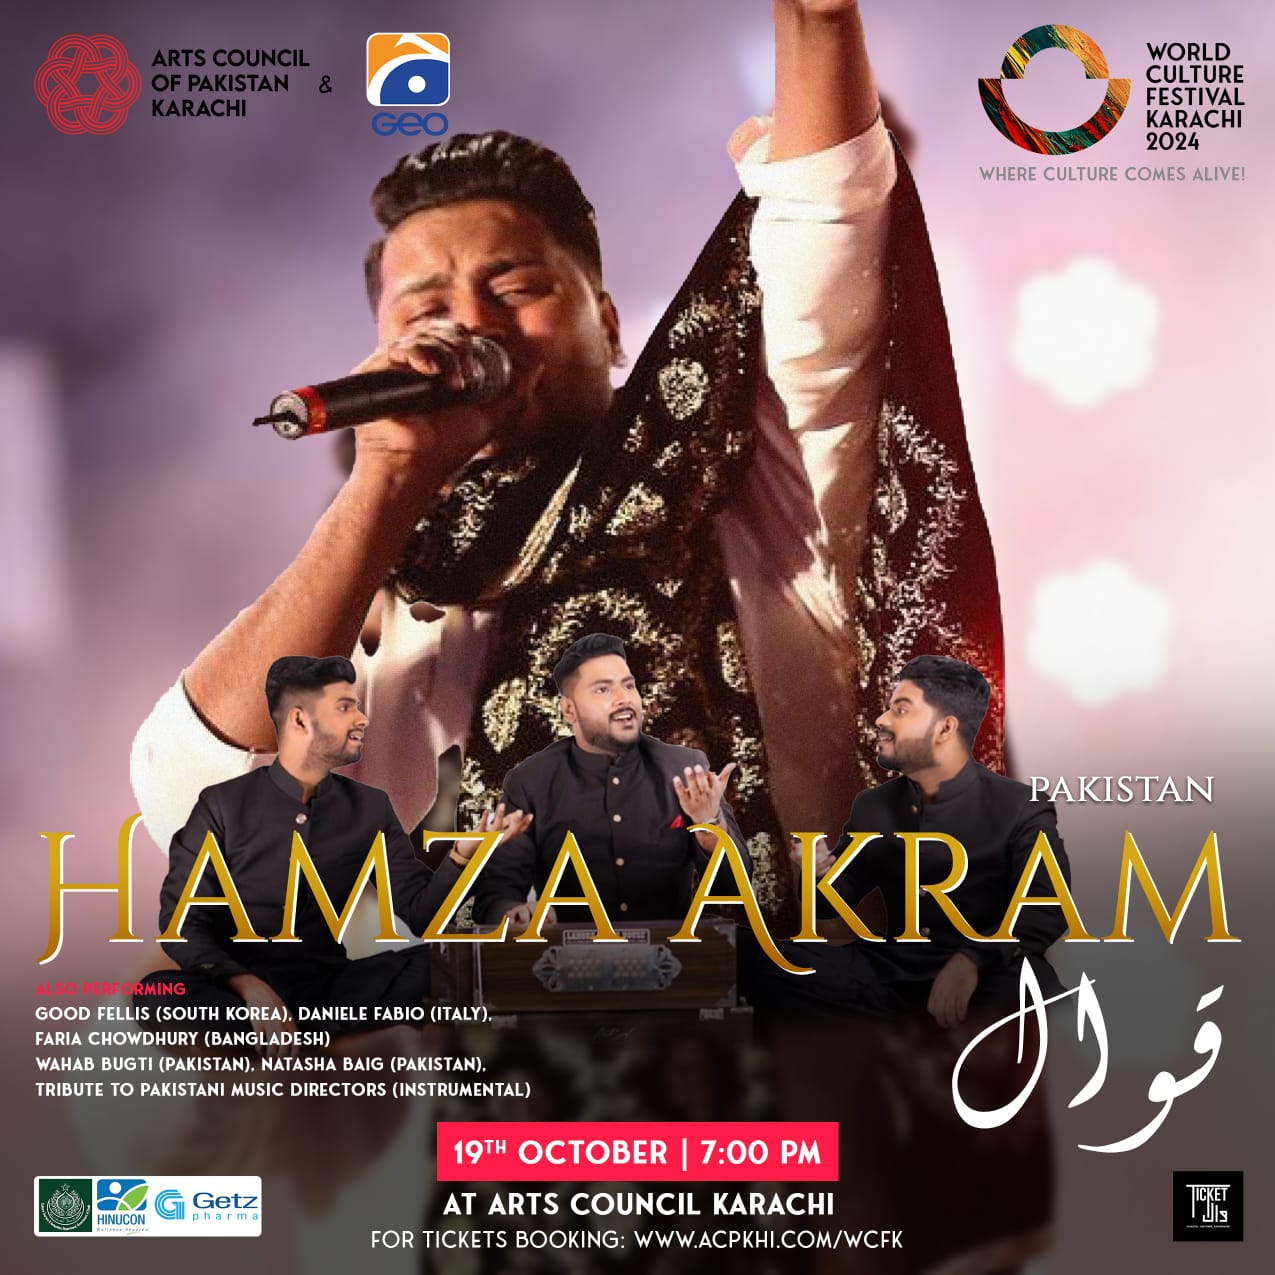 ARTS COUNCIL
OF PAKISTAN
KARACHI
&
GEO
WORLD
CULTURE
FESTIVAL
KARACHI
2024
WHERE CULTURE COMES ALIVE!
PAKISTAN
HAMZA AKRAM
قوال
ALSO PERFORMING
GOOD FELLIS (SOUTH KOREA), DANIELE FABIO (ITALY),
FARIA CHOWDHURY (BANGLADESH)
WAHAB BUGTI (PAKISTAN), NATASHA BAIG (PAKISTAN),
TRIBUTE TO PAKISTANI MUSIC DIRECTORS (INSTRUMENTAL)
19TH OCTOBER | 7:00 PM
AT ARTS COUNCIL KARACHI
FOR TICKETS BOOKING: WWW.ACPKHI.COM/WCFK
HINUCON
Getz
pharma
TICKET
والا